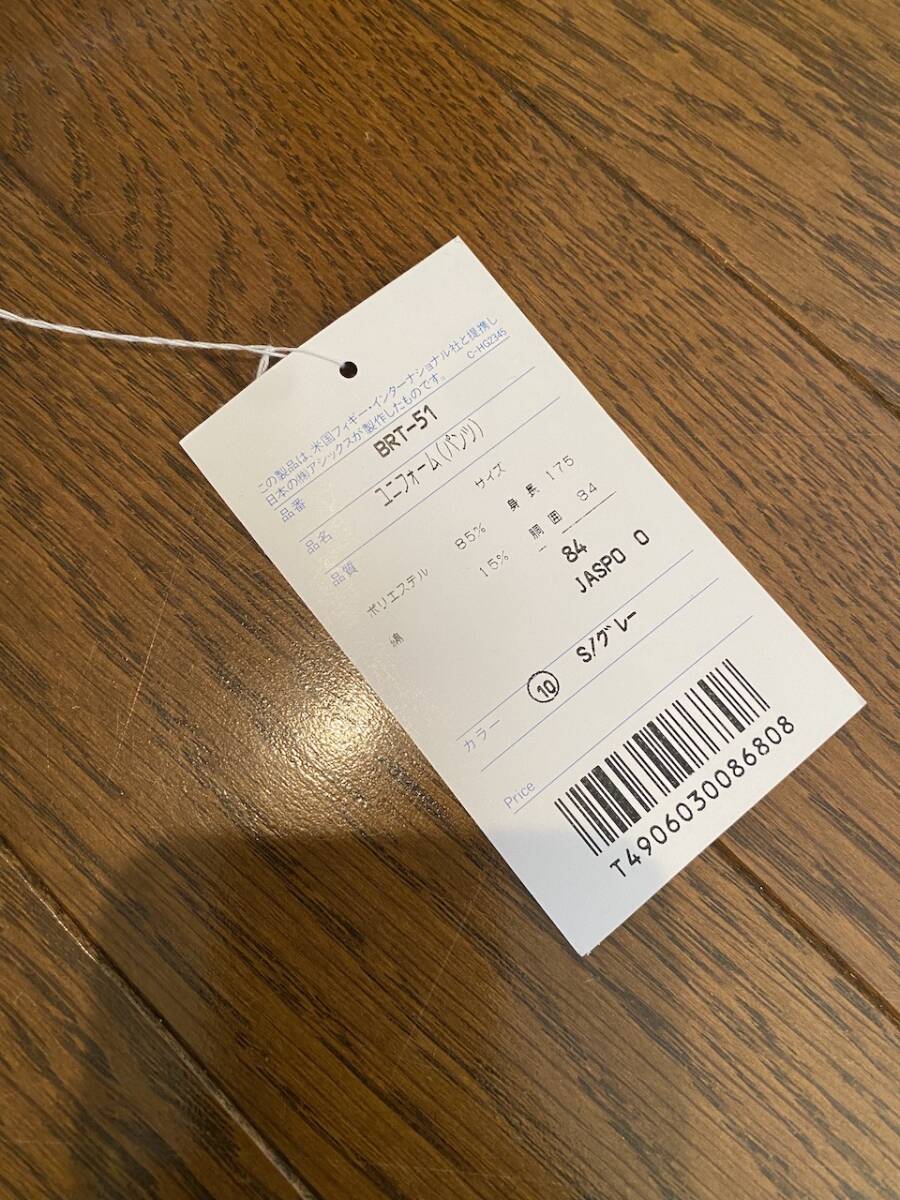 この製品は、米国フィギー・インターナショナル社と提携し
日本の㈱アシックスが製作したものです。 C-HG2345
品番 BRT-51
品名 ユニフォーム(パンツ)
品質 サイズ
ポリエステル 85% 身長 175
綿 15% 胴囲 84
84
JASPO O
カラー ⑩ S/グレー
Price
T4906030086808